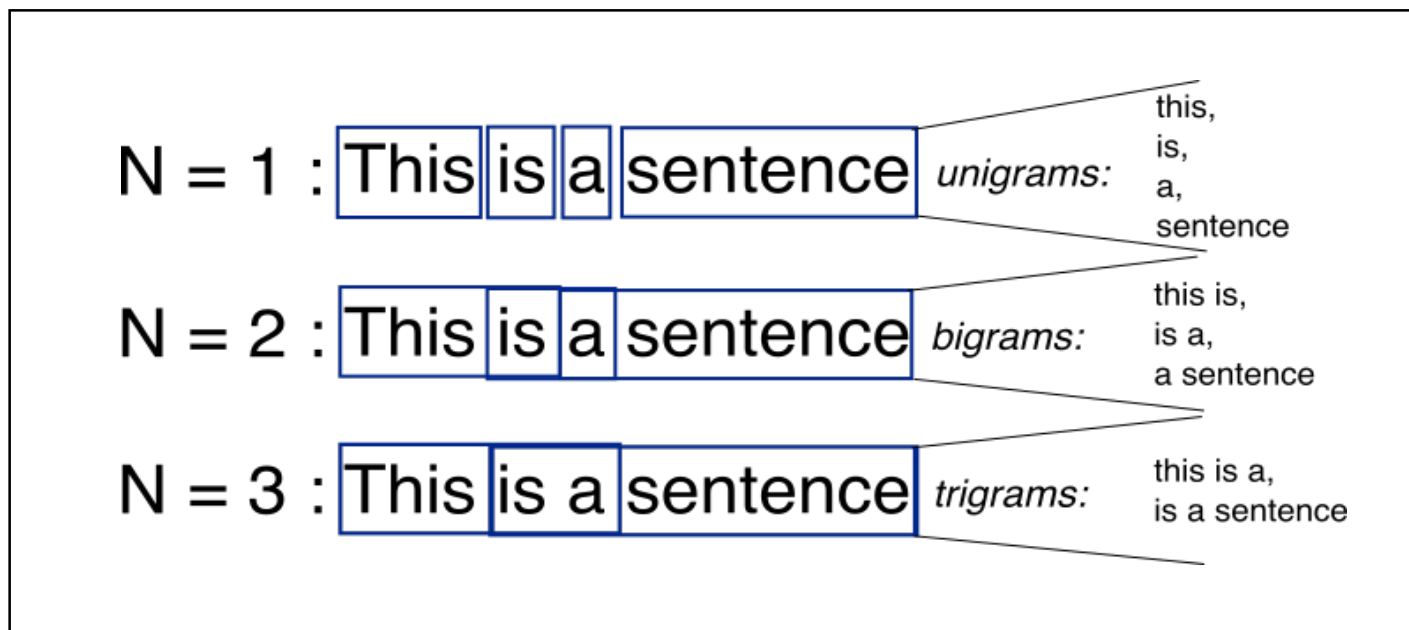 N = 1 : This is a sentence unigrams:
this,
is,
a,
sentence
N = 2 : This is a sentence bigrams:
this is,
is a,
a sentence
N = 3 : This is a sentence trigrams:
this is a,
is a sentence